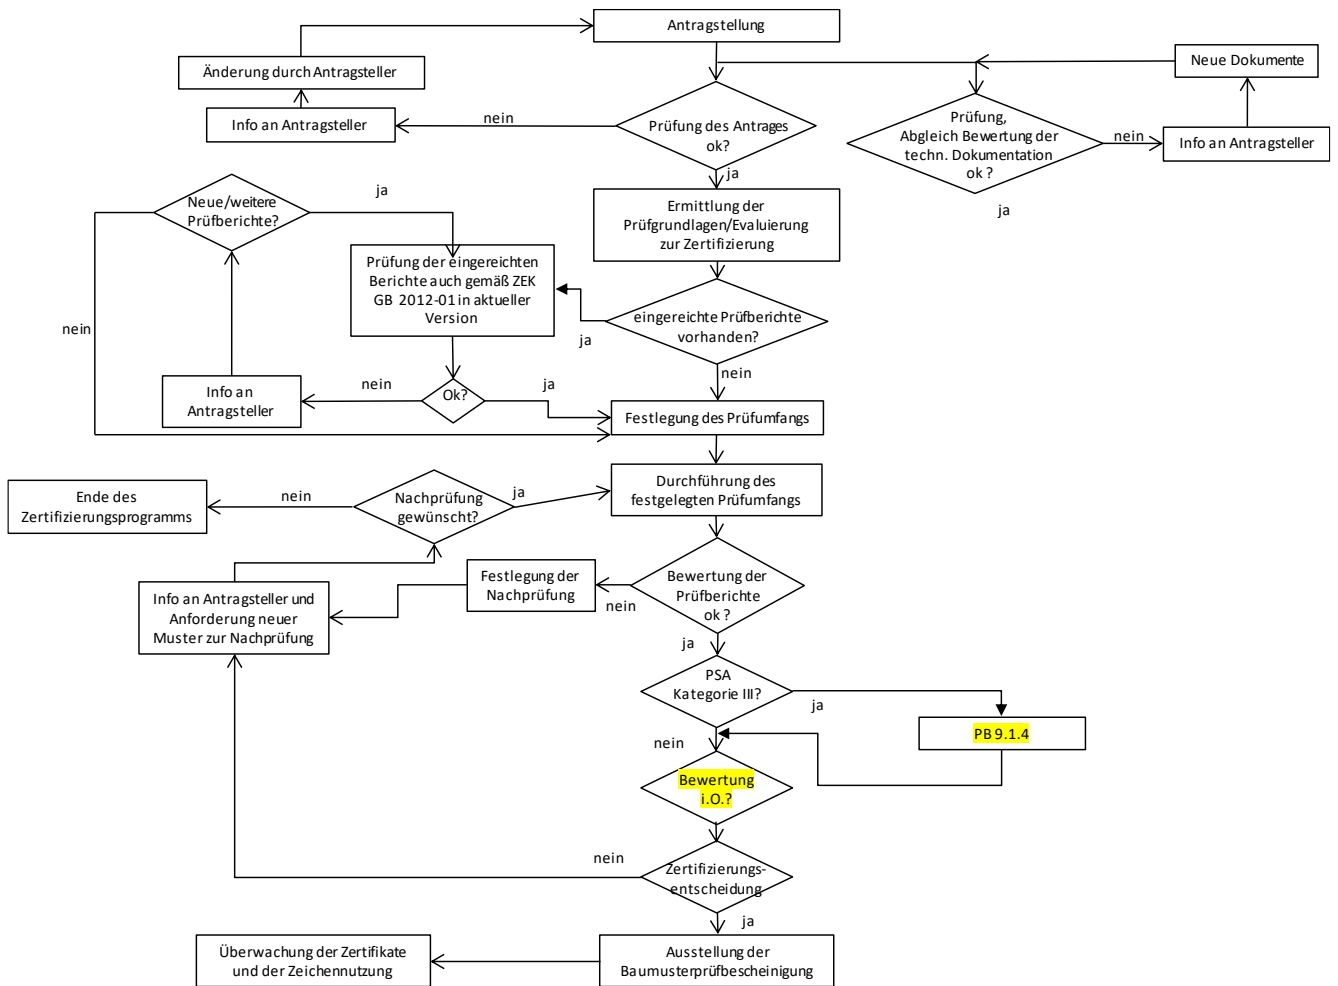 Antragstellung
Änderung durch Antragsteller
Neue Dokumente
Info an Antragsteller
nein
Prüfung des Antrages
ok?
Prüfung,
Abgleich Bewertung der
techn. Dokumentation
ok ?
nein
Info an Antragsteller
ja
ja
Neue/weitere
Prüfberichte?
ja
Ermittlung der
Prüfgrundlagen/Evaluierung
zur Zertifizierung
Prüfung der eingereichten
Berichte auch gemäß ZEK
GB 2012-01 in aktueller
Version
eingereichte Prüfberichte
vorhanden?
nein
ja
nein
Info an
Antragsteller
nein
Ok?
ja
Festlegung des Prüfumfangs
Ende des
Zertifizierungsprogramms
nein
Nachprüfung
gewünscht?
ja
Durchführung des
festgelegten Prüfumfangs
Info an Antragsteller und
Anforderung neuer
Muster zur Nachprüfung
Festlegung der
Nachprüfung
nein
Bewertung der
Prüfberichte
ok ?
ja
PSA
Kategorie III?
ja
PB 9.1.4
nein
Bewertung
i.O.?
nein
Zertifizierungs-
entscheidung
ja
Überwachung der Zertifikate
und der Zeichennutzung
Ausstellung der
Baumusterprüfbescheinigung